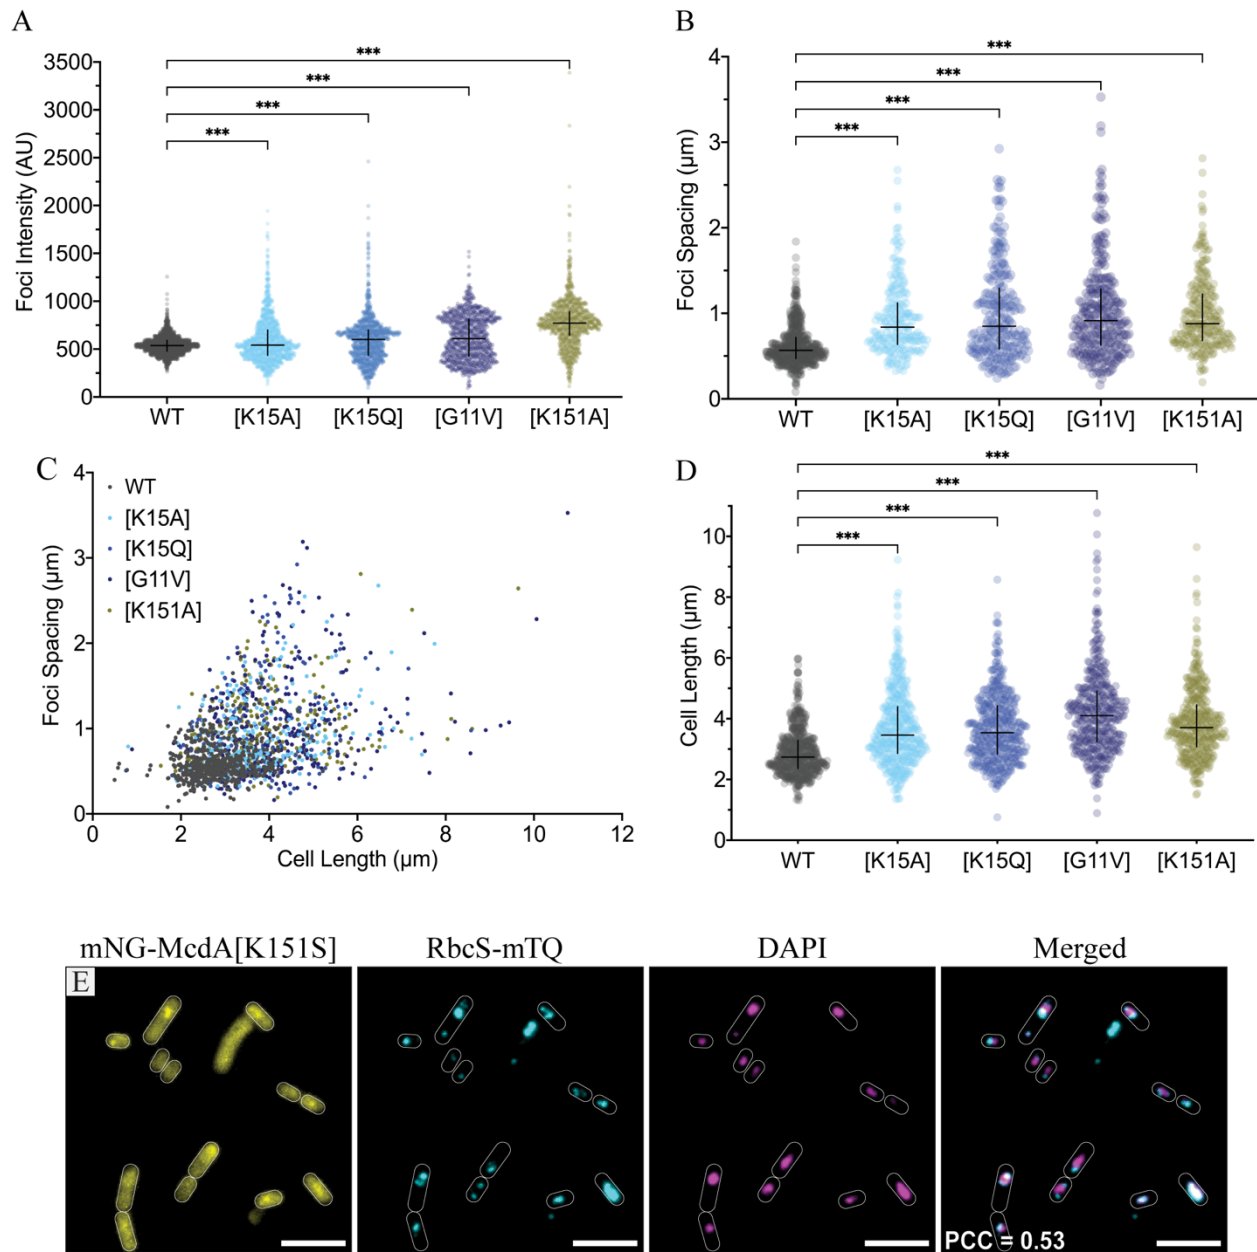 A
***
***
***
***
3500
3000
2500
2000
1500
1000
500
0
Foci Intensity (AU)
WT [K15A] [K15Q] [G11V] [K151A]
B
***
***
***
***
4
3
2
1
0
Foci Spacing (µm)
WT [K15A] [K15Q] [G11V] [K151A]
C
WT
[K15A]
[K15Q]
[G11V]
[K151A]
4
3
2
1
0
Foci Spacing (µm)
0 2 4 6 8 10 12
Cell Length (µm)
D
***
***
***
***
10
8
6
4
2
0
Cell Length (µm)
WT [K15A] [K15Q] [G11V] [K151A]
mNG-McdA[K151S] RbcS-mTQ DAPI Merged
E
PCC = 0.53